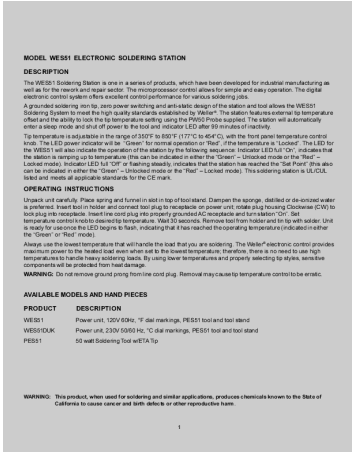 MODEL WES51 ELECTRONIC SOLDERING STATION
DESCRIPTION
The WES51 Soldering Station is one in a series of products, which have been developed for industrial manufacturing as
well as for the rework and repair sector. The microprocessor control allows for simple and easy operation. The digital
electronic control system offers excellent control performance for various soldering jobs.
A grounded soldering iron tip, zero power switching and anti-static design of the station and tool allows the WES51
Soldering System to meet the high quality standards established by Weller®. The station features external tip temperature
offset and the ability to lock the tip temperature setting using the PW50 Probe supplied. The station will automatically
enter a sleep mode and shut off power to the tool and indicator LED after 99 minutes of inactivity.
Tip temperature is adjustable in the range of 350°F to 850°F (177°C to 454°C), with the front panel temperature control
knob. The LED power indicator will be "Green" for normal operation or "Red", if the temperature is "Locked". The LED for
the WES51 will also indicate the operation of the station by the following sequence: Indicator LED full "On", indicates that
the station is ramping up to temperature (this can be indicated in either the "Green" – Unlocked mode or the "Red" –
Locked mode). Indicator LED full "Off" or flashing steadily, indicates that the station has reached the "Set Point" (this also
can be indicated in either the "Green" – Unlocked mode or the "Red" – Locked mode). This soldering station is UL/CUL
listed and meets all applicable standards for the CE mark.
OPERATING INSTRUCTIONS
Unpack unit carefully. Place spring and funnel in slot in top of tool stand. Dampen the sponge, distilled or de-ionized water
is preferred. Insert tool in holder and connect tool plug to receptacle on power unit; rotate plug housing Clockwise (CW) to
lock plug into receptacle. Insert line cord plug into properly grounded AC receptacle and turn station "On". Set
temperature control knob to desired tip temperature. Wait 30 seconds. Remove tool from holder and tin tip with solder. Unit
is ready for use once the LED begins to flash, indicating that it has reached the operating temperature (indicated in either
the "Green" or "Red" mode).
Always use the lowest temperature that will handle the load that you are soldering. The Weller® electronic control provides
maximum power to the heated load even when set to the lowest temperature; therefore, there is no use to high
temperatures to handle heavy soldering loads. By using lower temperatures and properly selecting tip styles, sensitive
components will be protected from heat damage.
WARNING: Do not remove ground prong from line cord plug. Removal may cause tip temperature control to be erratic.
AVAILABLE MODELS AND HAND PIECES
PRODUCT DESCRIPTION
WES51 Power unit, 120V 60Hz, °F dial markings, PES51 tool and tool stand
WES51DUK Power unit, 230V 50/60 Hz, °C dial markings, PES51 tool and tool stand
PES51 50 watt Soldering Tool w/ETA Tip
WARNING: This product, when used for soldering and similar applications, produces chemicals known to the State of
California to cause cancer and birth defects or other reproductive harm.
1